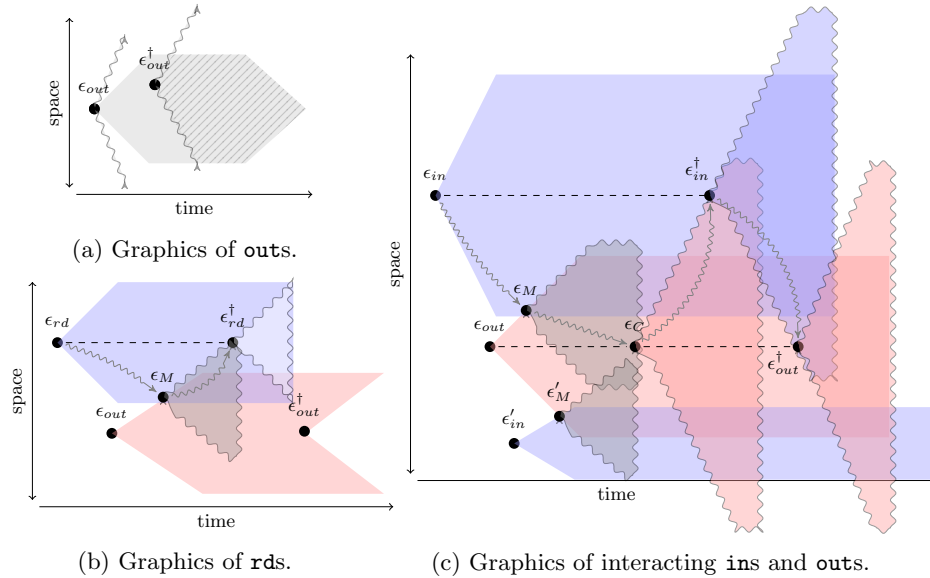 space
ϵ_out
ϵ†_out
time
(a) Graphics of outs.
space
ϵ_rd
ϵ†_rd
ϵ_M
ϵ_out
ϵ†_out
time
(b) Graphics of rds.
space
ϵ_in
ϵ†_in
ϵ_M
ϵ_out
ϵ_C
ϵ†_out
ϵ′_M
ϵ′_in
time
(c) Graphics of interacting ins and outs.